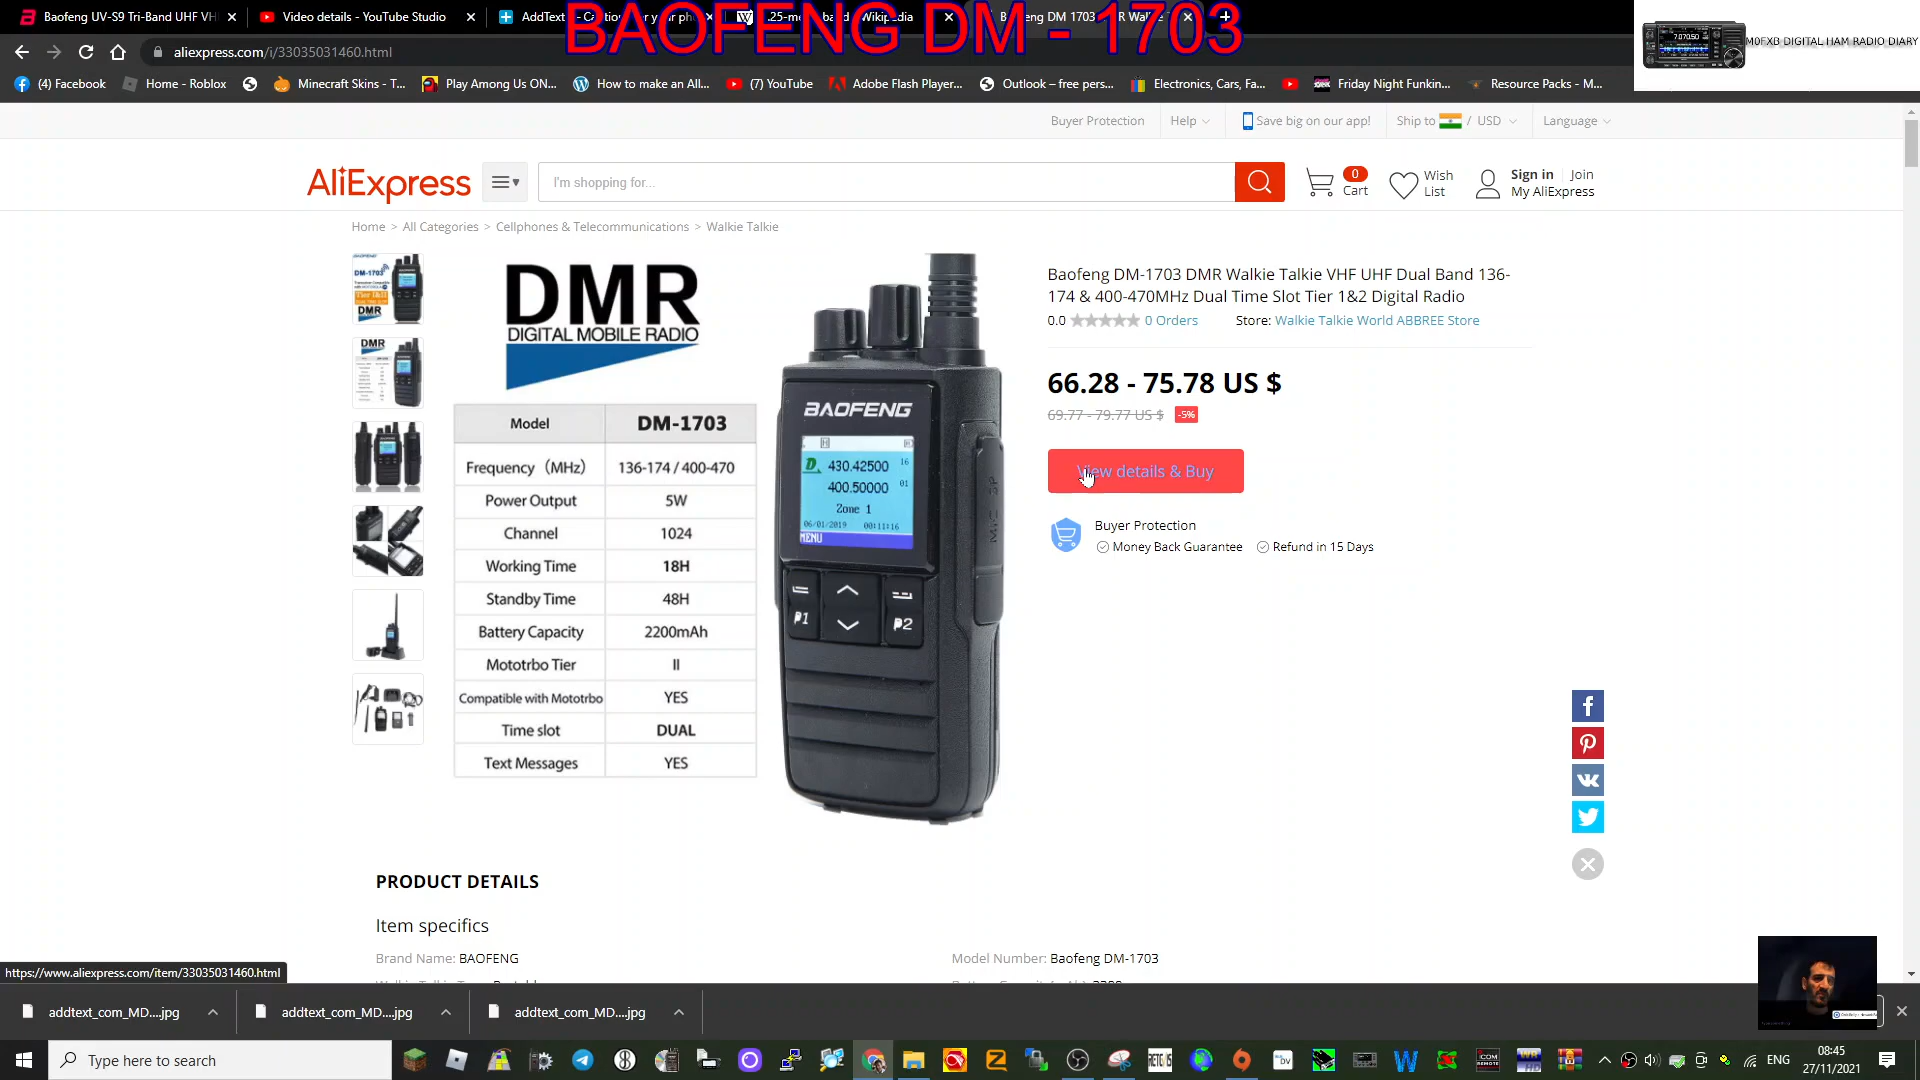 Baofeng UV-S9 Tri-Band UHF VH
Video details - YouTube Studio
BAOFENG DM - 1703
M0FXB DIGITAL HAM RADIO DIARY
aliexpress.com/i/33035031460.html
(4) Facebook
Home - Roblox
Minecraft Skins - T...
Play Among Us ON...
How to make an All...
(7) YouTube
Adobe Flash Player...
Outlook – free pers...
Electronics, Cars, Fa...
Friday Night Funkin...
Resource Packs - M...
Buyer Protection
Help
Save big on our app!
Ship to / USD
Language
AliExpress
I'm shopping for...
0
Cart
Wish
List
Sign in Join
My AliExpress
Home > All Categories > Cellphones & Telecommunications > Walkie Talkie
DMR
DIGITAL MOBILE RADIO
Model DM-1703
Frequency（MHz） 136-174 / 400-470
Power Output 5W
Channel 1024
Working Time 18H
Standby Time 48H
Battery Capacity 2200mAh
Mototrbo Tier II
Compatible with Mototrbo YES
Time slot DUAL
Text Messages YES
BAOFENG
430.42500 16
400.50000 01
Zone 1
06/01/2019 00:11:16
MENU
P1
P2
Baofeng DM-1703 DMR Walkie Talkie VHF UHF Dual Band 136-
174 & 400-470MHz Dual Time Slot Tier 1&2 Digital Radio
0.0 0 Orders Store: Walkie Talkie World ABBREE Store
66.28 - 75.78 US $
69.77 - 79.77 US $ -5%
View details & Buy
Buyer Protection
Money Back Guarantee Refund in 15 Days
PRODUCT DETAILS
Item specifics
Brand Name: BAOFENG
Model Number: Baofeng DM-1703
https://www.aliexpress.com/item/33035031460.html
addtext_com_MD....jpg
addtext_com_MD....jpg
addtext_com_MD....jpg
Type here to search
ENG
08:45
27/11/2021